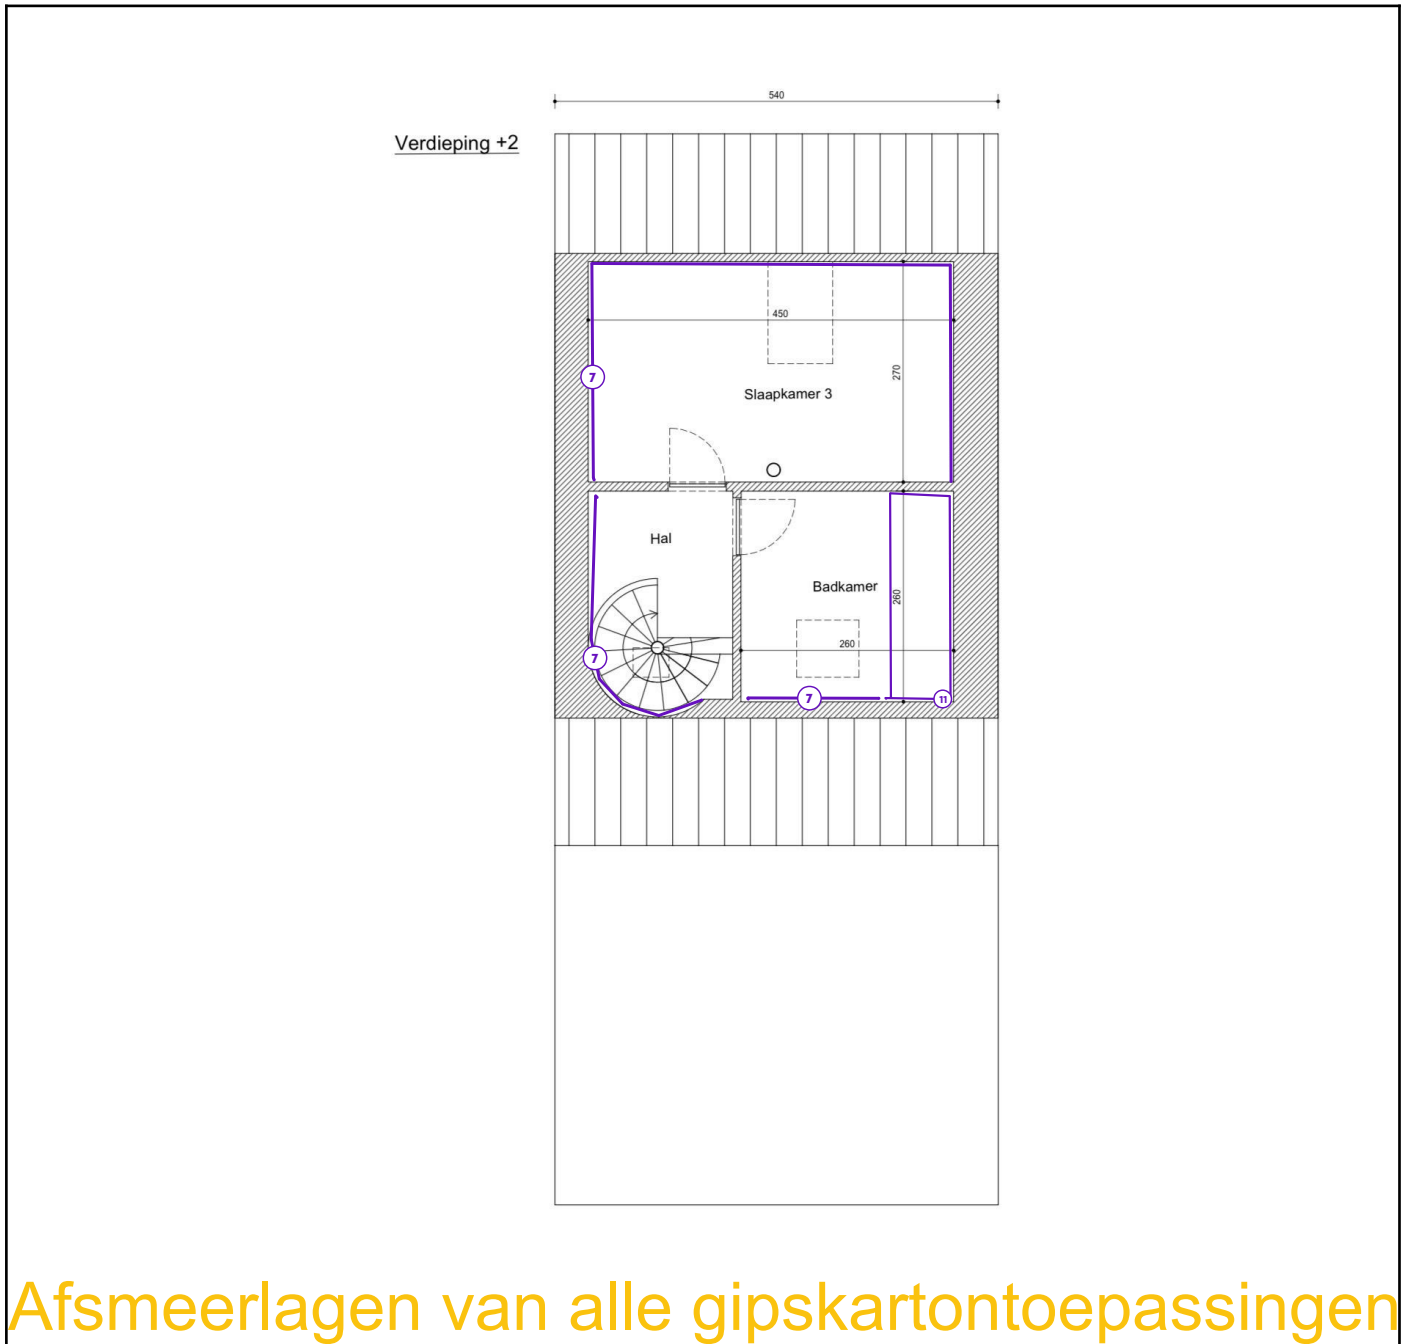 540
Verdieping +2
450
7
270
Slaapkamer 3
Hal
Badkamer
260
260
7
7
11
Afsmeerlagen van alle gipskartontoepassingen